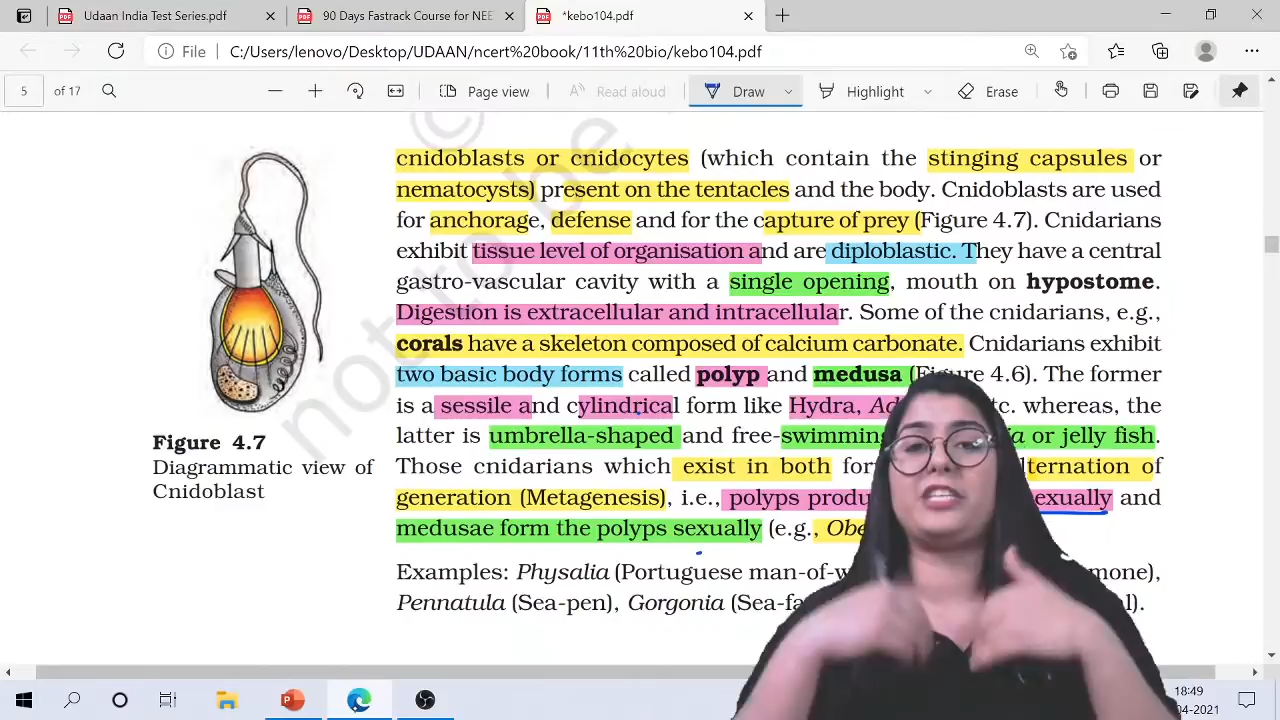 Udaan India Test Series.pdf
90 Days Fastrack Course For NEE
*kebo104.pdf
File C:/Users/lenovo/Desktop/UDAAN/ncert%20book/11th%20bio/kebo104.pdf
5 of 17 Page view Read aloud Draw Highlight Erase
© not to be
cnidoblasts or cnidocytes (which contain the stinging capsules or
nematocysts) present on the tentacles and the body. Cnidoblasts are used
for anchorage, defense and for the capture of prey (Figure 4.7). Cnidarians
exhibit tissue level of organisation and are diploblastic. They have a central
gastro-vascular cavity with a single opening, mouth on hypostome.
Digestion is extracellular and intracellular. Some of the cnidarians, e.g.,
corals have a skeleton composed of calcium carbonate. Cnidarians exhibit
two basic body forms called polyp and medusa (Figure 4.6). The former
is a sessile and cylindrical form like Hydra, Ad tc. whereas, the
latter is umbrella-shaped and free-swimming a or jelly fish.
Those cnidarians which exist in both for lternation of
generation (Metagenesis), i.e., polyps produ exually and
medusae form the polyps sexually (e.g., Obe
Examples: Physalia (Portuguese man-of-w mone),
Pennatula (Sea-pen), Gorgonia (Sea-fa l).
Figure 4.7
Diagrammatic view of
Cnidoblast
18:49
04-2021